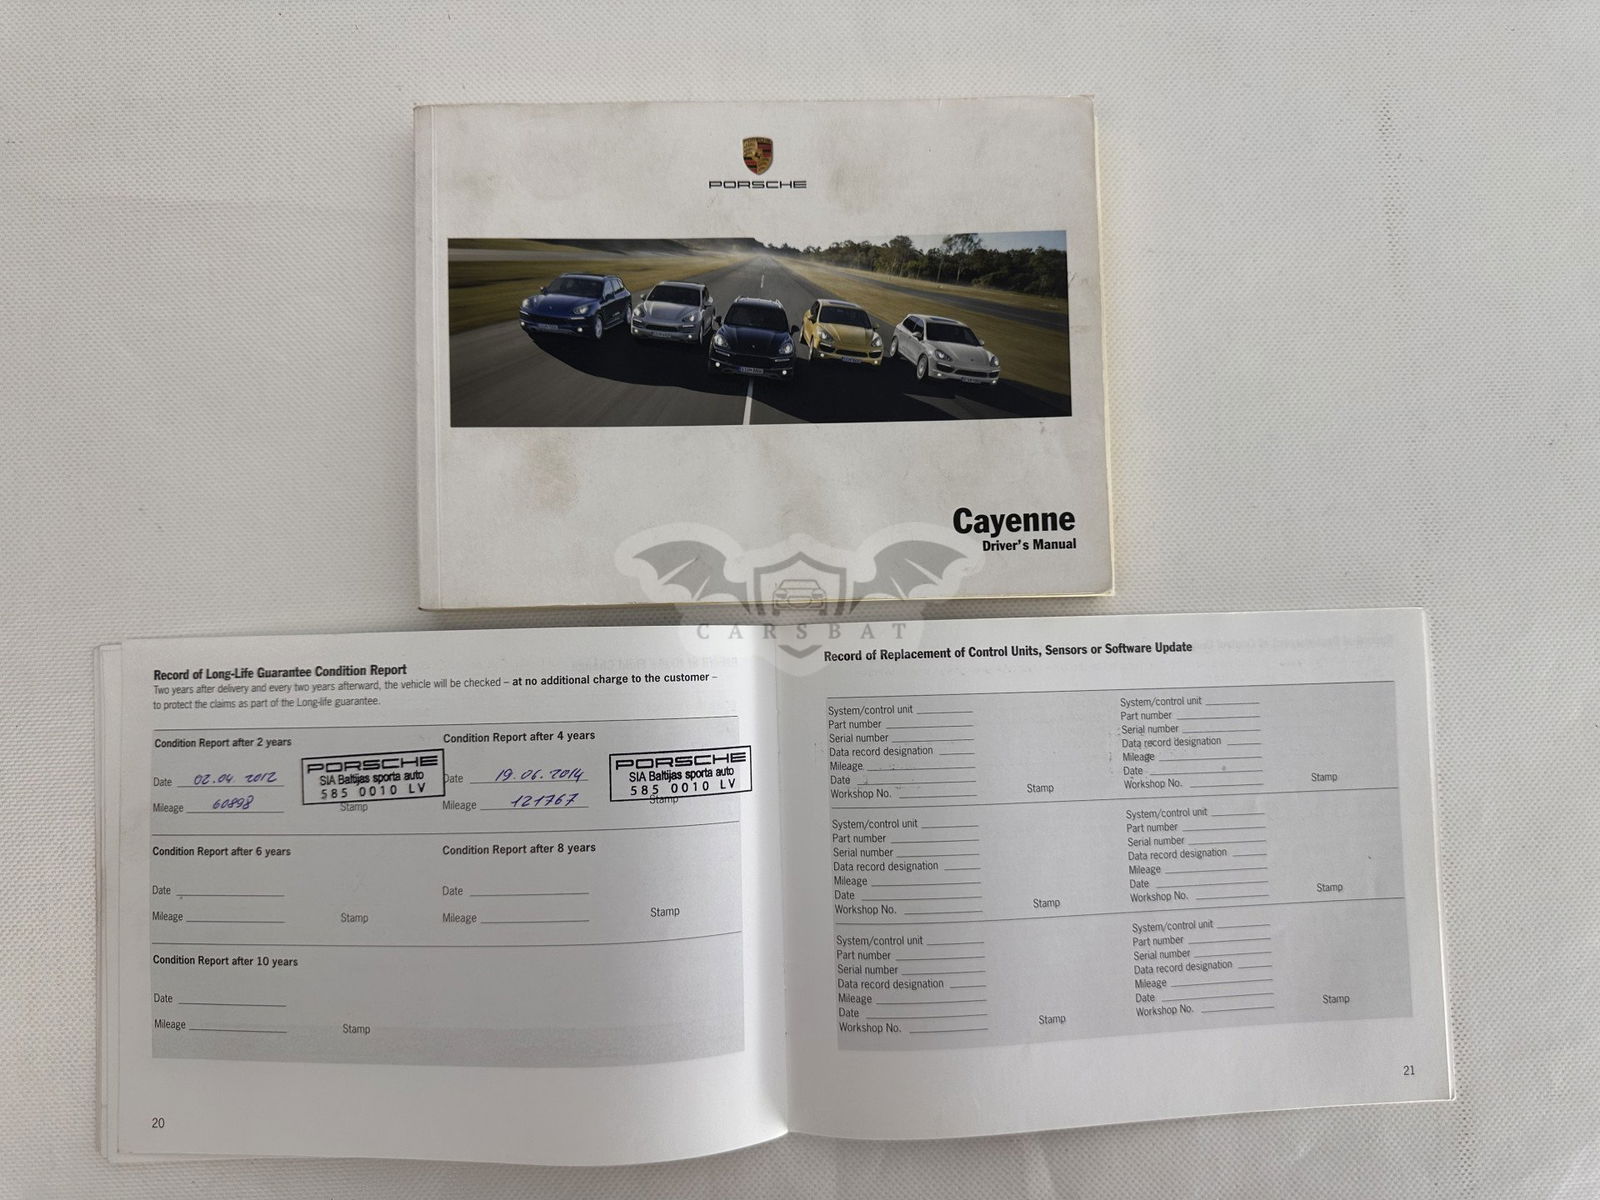 PORSCHE
Cayenne
Driver's Manual
CARSBAT
Record of Long-Life Guarantee Condition Report
Two years after delivery and every two years afterward, the vehicle will be checked – at no additional charge to the customer –
to protect the claims as part of the Long-life guarantee.
Condition Report after 2 years
Date 02.04.2012
Mileage 60898
PORSCHE
SIA Baltijas sporta auto
585 0010 LV
Stamp
Condition Report after 4 years
Date 19.06.2014
Mileage 121767
PORSCHE
SIA Baltijas sporta auto
585 0010 LV
Stamp
Condition Report after 6 years
Date
Mileage
Stamp
Condition Report after 8 years
Date
Mileage
Stamp
Condition Report after 10 years
Date
Mileage
Stamp
20
Record of Replacement of Control Units, Sensors or Software Update
System/control unit
Part number
Serial number
Data record designation
Mileage
Date
Workshop No.
Stamp
System/control unit
Part number
Serial number
Data record designation
Mileage
Date
Workshop No.
Stamp
System/control unit
Part number
Serial number
Data record designation
Mileage
Date
Workshop No.
Stamp
System/control unit
Part number
Serial number
Data record designation
Mileage
Date
Workshop No.
Stamp
System/control unit
Part number
Serial number
Data record designation
Mileage
Date
Workshop No.
Stamp
System/control unit
Part number
Serial number
Data record designation
Mileage
Date
Workshop No.
Stamp
21